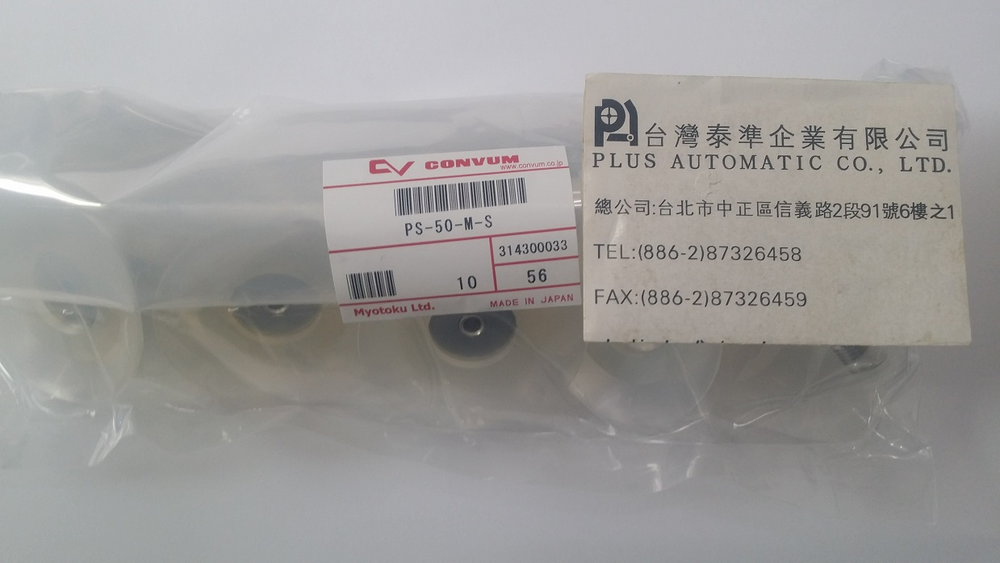 CV CONVUM
www.convum.co.jp
PS-50-M-S
314300033
10
56
Myotoku Ltd.
MADE IN JAPAN
台灣泰準企業有限公司
PLUS AUTOMATIC CO., LTD.
總公司:台北市中正區信義路2段91號6樓之1
TEL:(886-2)87326458
FAX:(886-2)87326459